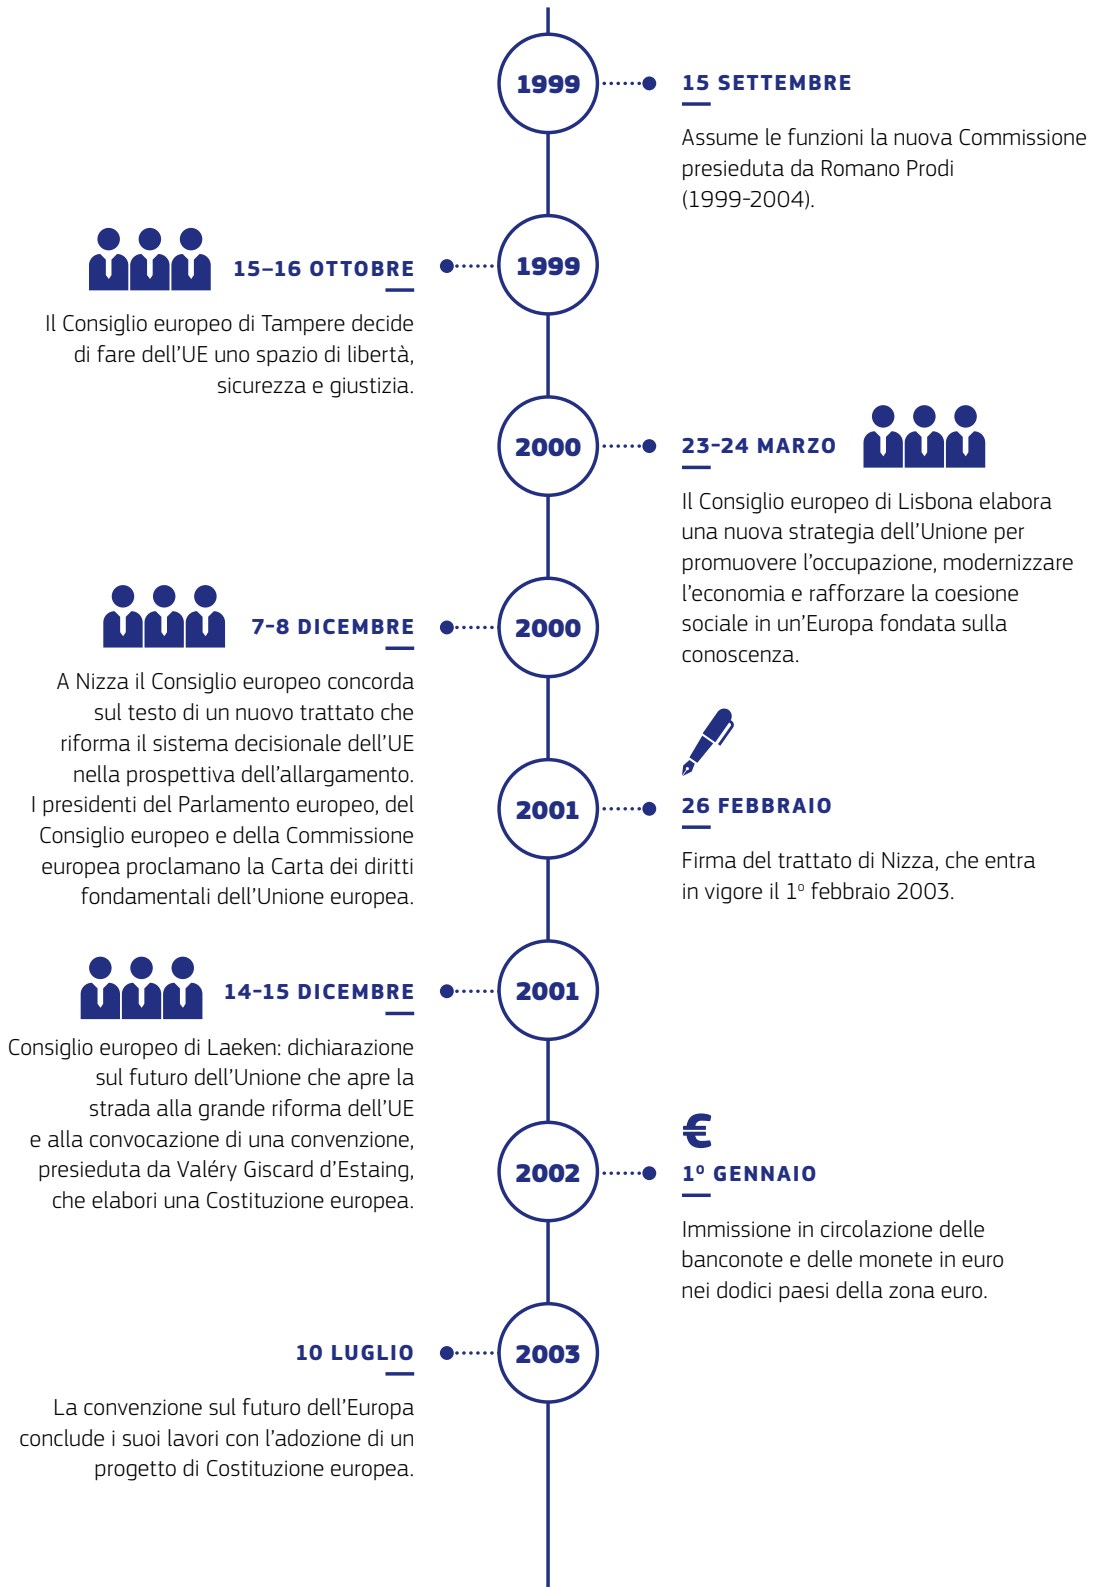 1999
15 SETTEMBRE
Assume le funzioni la nuova Commissione
presieduta da Romano Prodi
(1999-2004).
1999
15–16 OTTOBRE
Il Consiglio europeo di Tampere decide
di fare dell’UE uno spazio di libertà,
sicurezza e giustizia.
2000
23-24 MARZO
Il Consiglio europeo di Lisbona elabora
una nuova strategia dell’Unione per
promuovere l’occupazione, modernizzare
l’economia e rafforzare la coesione
sociale in un’Europa fondata sulla
conoscenza.
2000
7-8 DICEMBRE
A Nizza il Consiglio europeo concorda
sul testo di un nuovo trattato che
riforma il sistema decisionale dell’UE
nella prospettiva dell’allargamento.
I presidenti del Parlamento europeo, del
Consiglio europeo e della Commissione
europea proclamano la Carta dei diritti
fondamentali dell’Unione europea.
2001
26 FEBBRAIO
Firma del trattato di Nizza, che entra
in vigore il 1º febbraio 2003.
2001
14-15 DICEMBRE
Consiglio europeo di Laeken: dichiarazione
sul futuro dell’Unione che apre la
strada alla grande riforma dell’UE
e alla convocazione di una convenzione,
presieduta da Valéry Giscard d’Estaing,
che elabori una Costituzione europea.
2002
€
1º GENNAIO
Immissione in circolazione delle
banconote e delle monete in euro
nei dodici paesi della zona euro.
2003
10 LUGLIO
La convenzione sul futuro dell’Europa
conclude i suoi lavori con l’adozione di un
progetto di Costituzione europea.